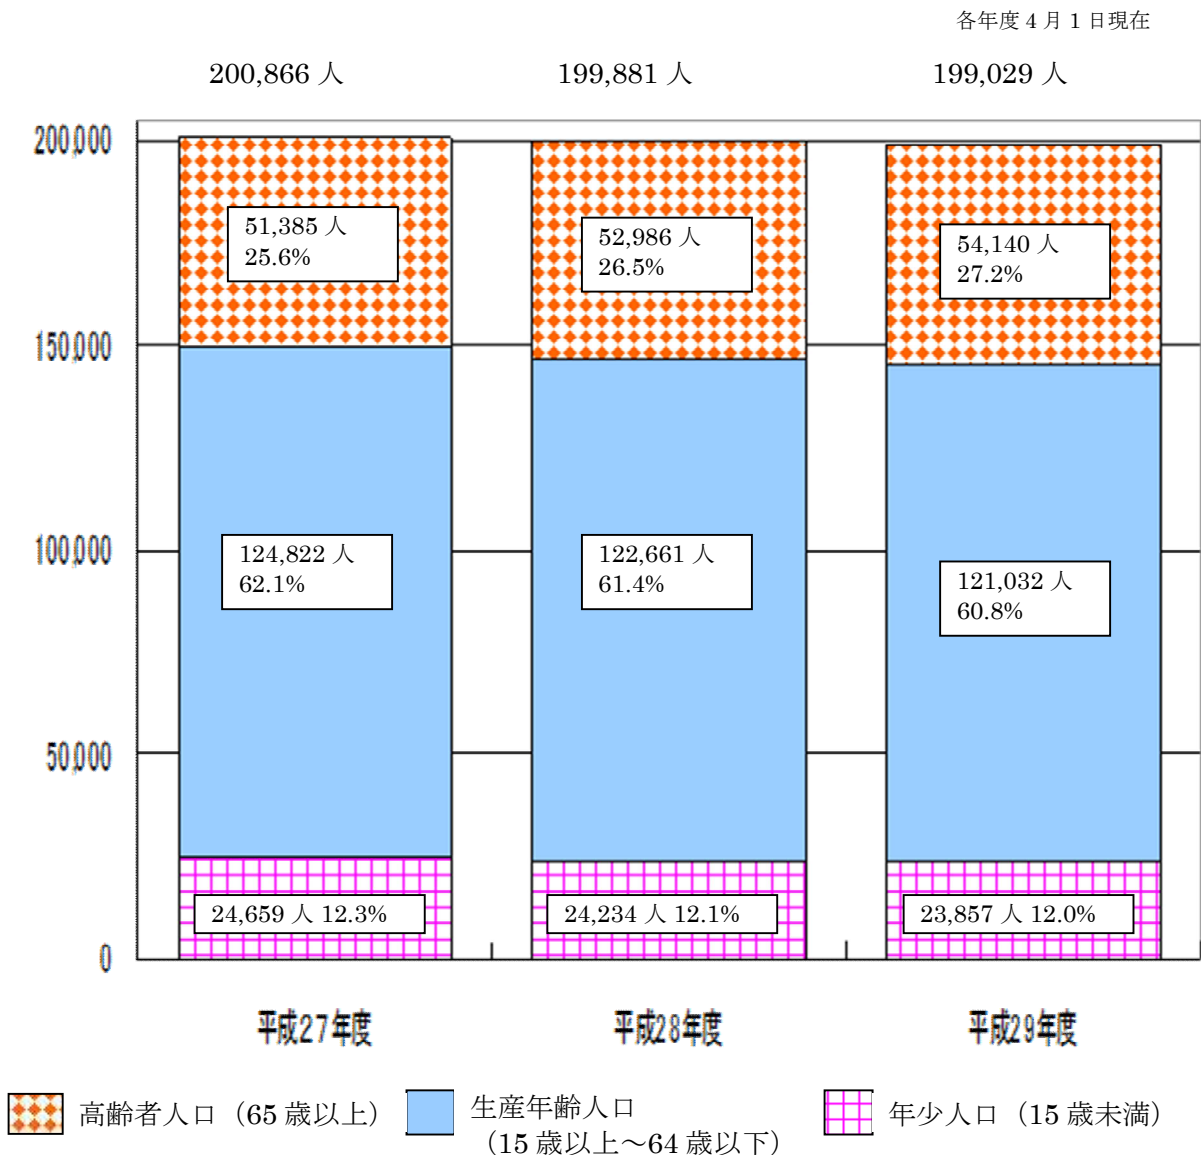 各年度 4 月 1 日現在
200,866 人
199,881 人
199,029 人
200,000
150,000
100,000
50,000
0
51,385 人
25.6%
52,986 人
26.5%
54,140 人
27.2%
124,822 人
62.1%
122,661 人
61.4%
121,032 人
60.8%
24,659 人 12.3%
24,234 人 12.1%
23,857 人 12.0%
平成27年度
平成28年度
平成29年度
高齢者人口（65 歳以上）
生産年齢人口
（15 歳以上～64 歳以下）
年少人口（15 歳未満）